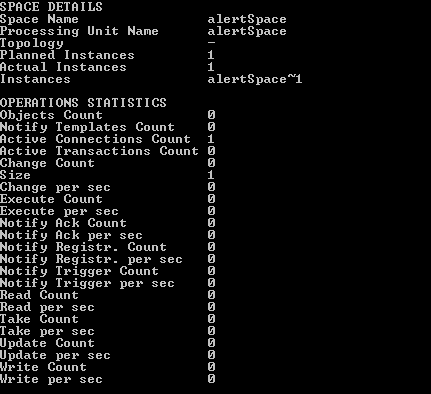 SPACE DETAILS
Space Name alertSpace
Processing Unit Name alertSpace
Topology -
Planned Instances 1
Actual Instances 1
Instances alertSpace~1
OPERATIONS STATISTICS
Objects Count 0
Notify Templates Count 0
Active Connections Count 1
Active Transactions Count 0
Change Count 0
Size 1
Change per sec 0
Execute Count 0
Execute per sec 0
Notify Ack Count 0
Notify Ack per sec 0
Notify Registr. Count 0
Notify Registr. per sec 0
Notify Trigger Count 0
Notify Trigger per sec 0
Read Count 0
Read per sec 0
Take Count 0
Take per sec 0
Update Count 0
Update per sec 0
Write Count 0
Write per sec 0